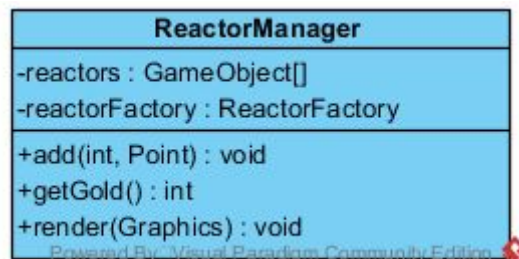 ReactorManager
-reactors : GameObject[]
-reactorFactory : ReactorFactory
+add(int, Point) : void
+getGold() : int
+render(Graphics) : void
Powered By Visual Paradigm Community Edition